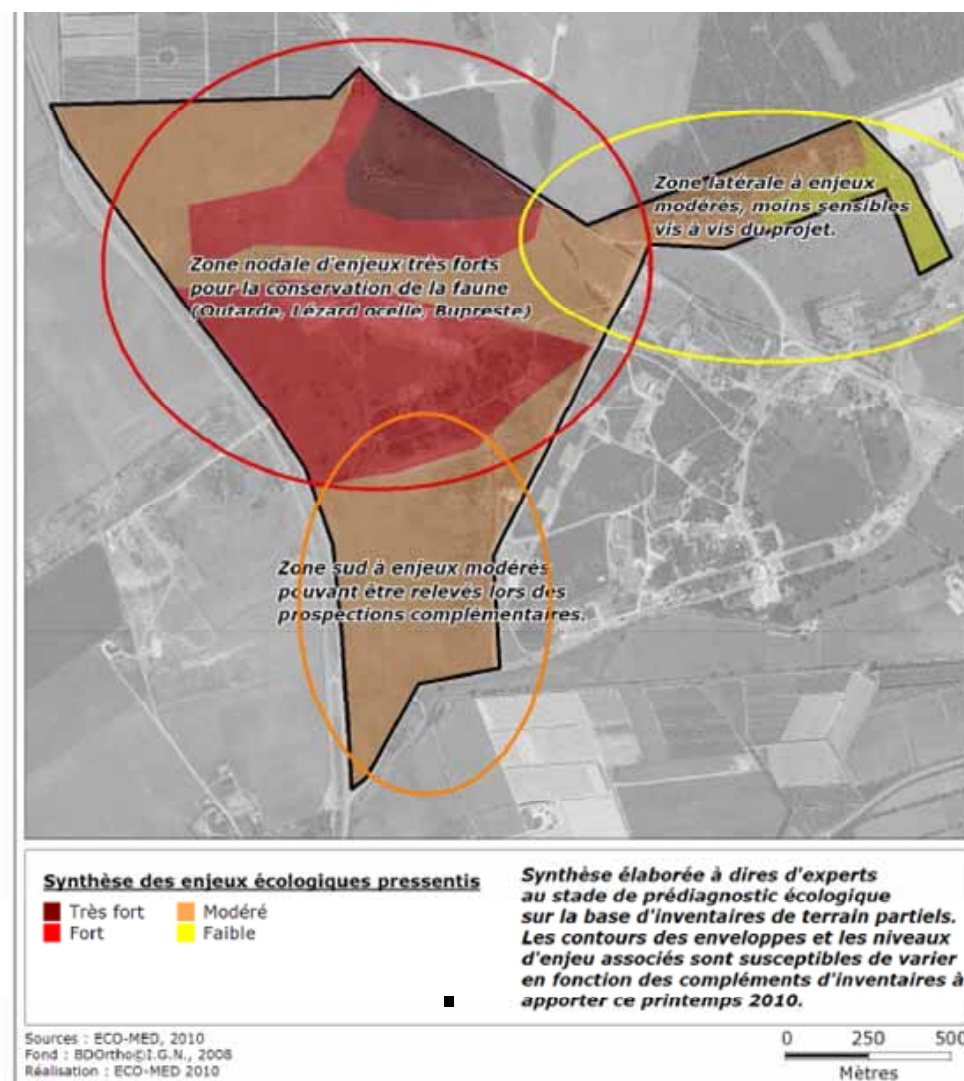 Zone latérale à enjeux
modérés, moins sensibles
vis à vis du projet.
Zone nodale d'enjeux très forts
pour la conservation de la faune
(Outarde, Lézard ocellé, Bupreste)
Zone sud à enjeux modérés
pouvant être relevés lors des
prospections complémentaires.
Synthèse des enjeux écologiques pressentis
Très fort
Modéré
Fort
Faible
Synthèse élaborée à dires d'experts
au stade de prédiagnostic écologique
sur la base d'inventaires de terrain partiels.
Les contours des enveloppes et les niveaux
d'enjeu associés sont susceptibles de varier
en fonction des compléments d'inventaires à
apporter ce printemps 2010.
Sources : ECO-MED, 2010
Fond : BDOrtho©I.G.N., 2008
Réalisation : ECO-MED 2010
0 250 500
Mètres